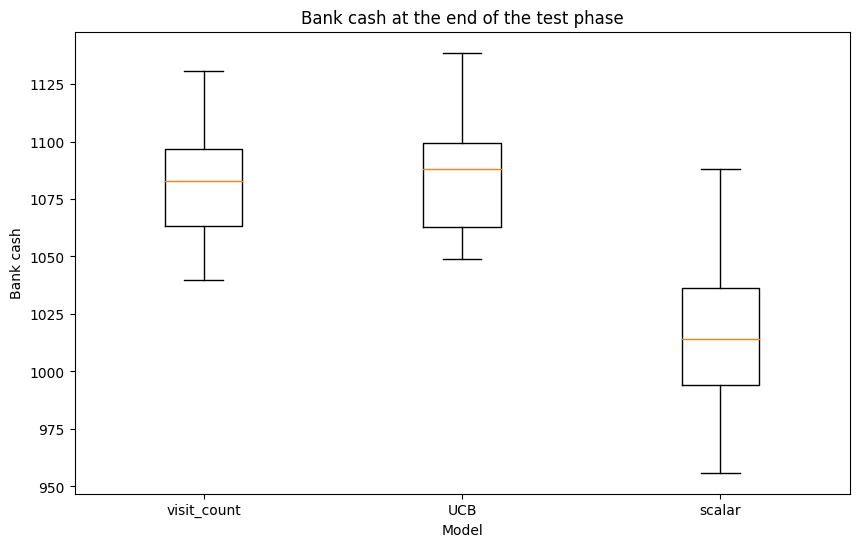 Bank cash at the end of the test phase
Bank cash
1125
1100
1075
1050
1025
1000
975
950
visit_count
UCB
scalar
Model